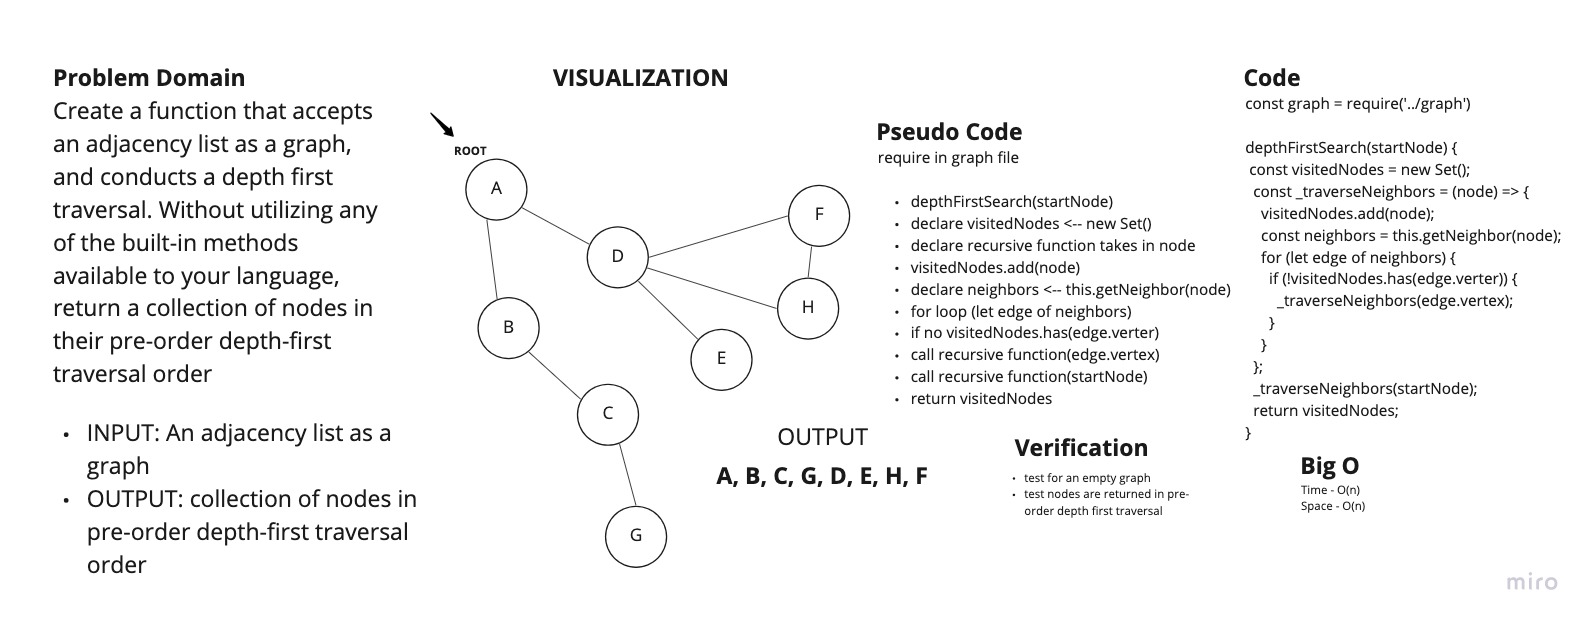 Problem Domain
Create a function that accepts
an adjacency list as a graph,
and conducts a depth first
traversal. Without utilizing any
of the built-in methods
available to your language,
return a collection of nodes in
their pre-order depth-first
traversal order
• INPUT: An adjacency list as a
graph
• OUTPUT: collection of nodes in
pre-order depth-first traversal
order
VISUALIZATION
ROOT
A
F
D
H
B
E
C
G
OUTPUT
A, B, C, G, D, E, H, F
Pseudo Code
require in graph file
• depthFirstSearch(startNode)
• declare visitedNodes <-- new Set()
• declare recursive function takes in node
• visitedNodes.add(node)
• declare neighbors <-- this.getNeighbor(node)
• for loop (let edge of neighbors)
• if no visitedNodes.has(edge.verter)
• call recursive function(edge.vertex)
• call recursive function(startNode)
• return visitedNodes
Verification
• test for an empty graph
• test nodes are returned in pre-
order depth first traversal
Code
const graph = require('../graph')
depthFirstSearch(startNode) {
const visitedNodes = new Set();
const _traverseNeighbors = (node) => {
visitedNodes.add(node);
const neighbors = this.getNeighbor(node);
for (let edge of neighbors) {
if (!visitedNodes.has(edge.verter)) {
_traverseNeighbors(edge.vertex);
}
}
};
_traverseNeighbors(startNode);
return visitedNodes;
}
Big O
Time - O(n)
Space - O(n)
miro